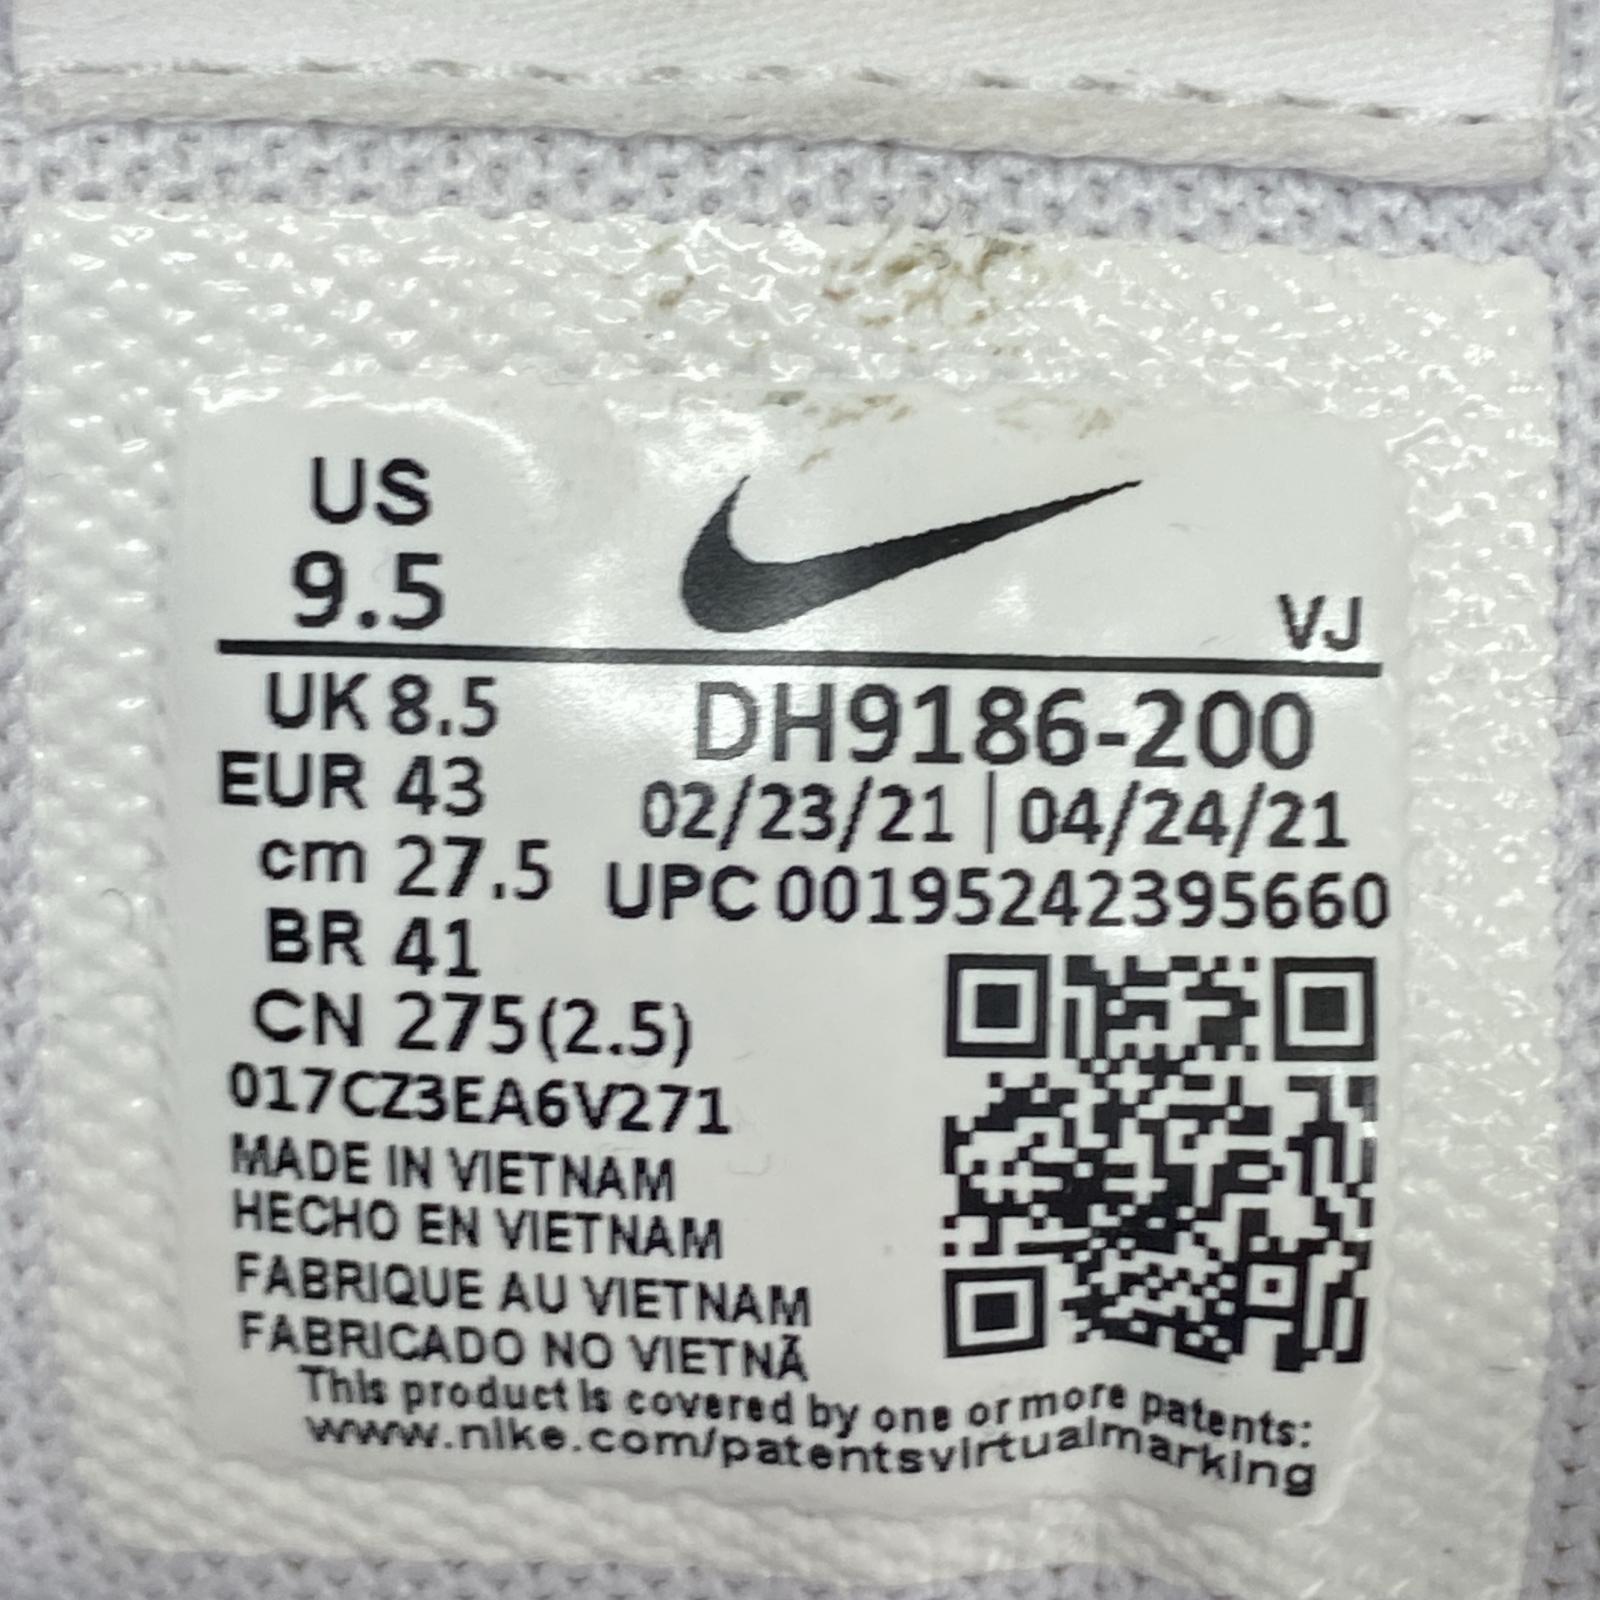 US
9.5
VJ
UK 8.5
EUR 43
cm 27.5
BR 41
CN 275(2.5)
DH9186-200
02/23/21 | 04/24/21
UPC 00195242395660
017CZ3EA6V271
MADE IN VIETNAM
HECHO EN VIETNAM
FABRIQUE AU VIETNAM
FABRICADO NO VIETNÃ
This product is covered by one or more patents:
www.nike.com/patentsvirtualmarking